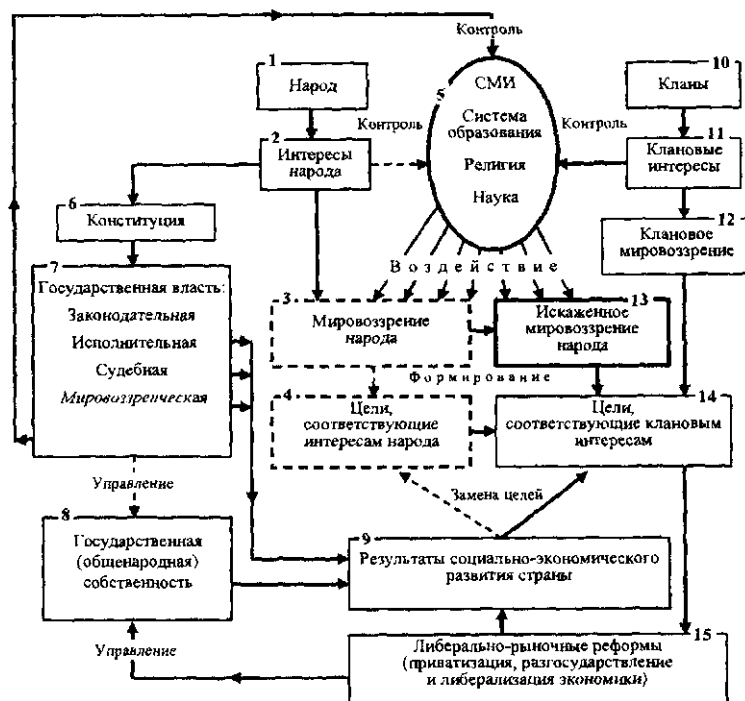 Контроль
1
Народ
10
Кланы
5
СМИ
Система
образования
Религия
Наука
Контроль
Контроль
2
Интересы
народа
11
Клановые
интересы
6
Конституция
12
Клановое
мировоззрение
Воздействие
7
Государственная власть:
Законодательная
Исполнительная
Судебная
Мировоззренческая
3
Мировоззрение
народа
13
Искаженное
мировоззрение
народа
Формирование
4
Цели,
соответствующие
интересам народа
14
Цели,
соответствующие клановым
интересам
Управление
Замена целей
8
Государственная
(общенародная)
собственность
9
Результаты социально-экономического
развития страны
Управление
15
Либерально-рыночные реформы
(приватизация, разгосударствление
и либерализация экономики)